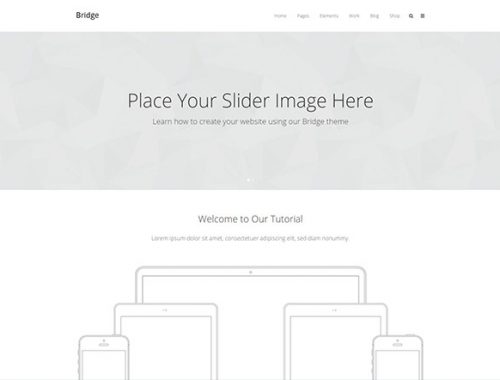 Bridge
Home Pages Elements Work Blog Shop
Place Your Slider Image Here
Learn how to create your website using our Bridge theme
Welcome to Our Tutorial
Lorem ipsum dolor sit amet, consectetuer adipiscing elit, sed diam nonummy